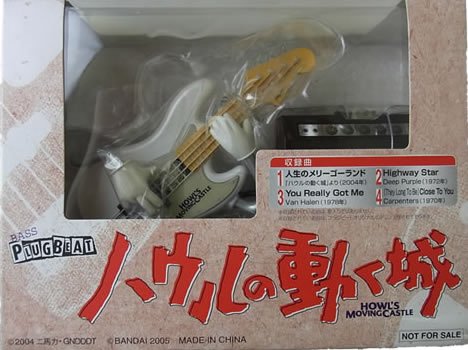 HOWL'S
MOVING CASTLE
収録曲
1 人生のメリーゴーランド
「ハウルの動く城」より(2004年)
2 Highway Star
Deep Purple(1972年)
3 You Really Got Me
Van Halen(1978年)
4 (They Long To Be) Close To You
Carpenters(1970年)
BASS
PLUGBEAT
ハウルの動く城
HOWL'S
MOVING CASTLE
NOT FOR SALE
©2004 二馬力・GNDDDT ©BANDAI 2005 MADE IN CHINA